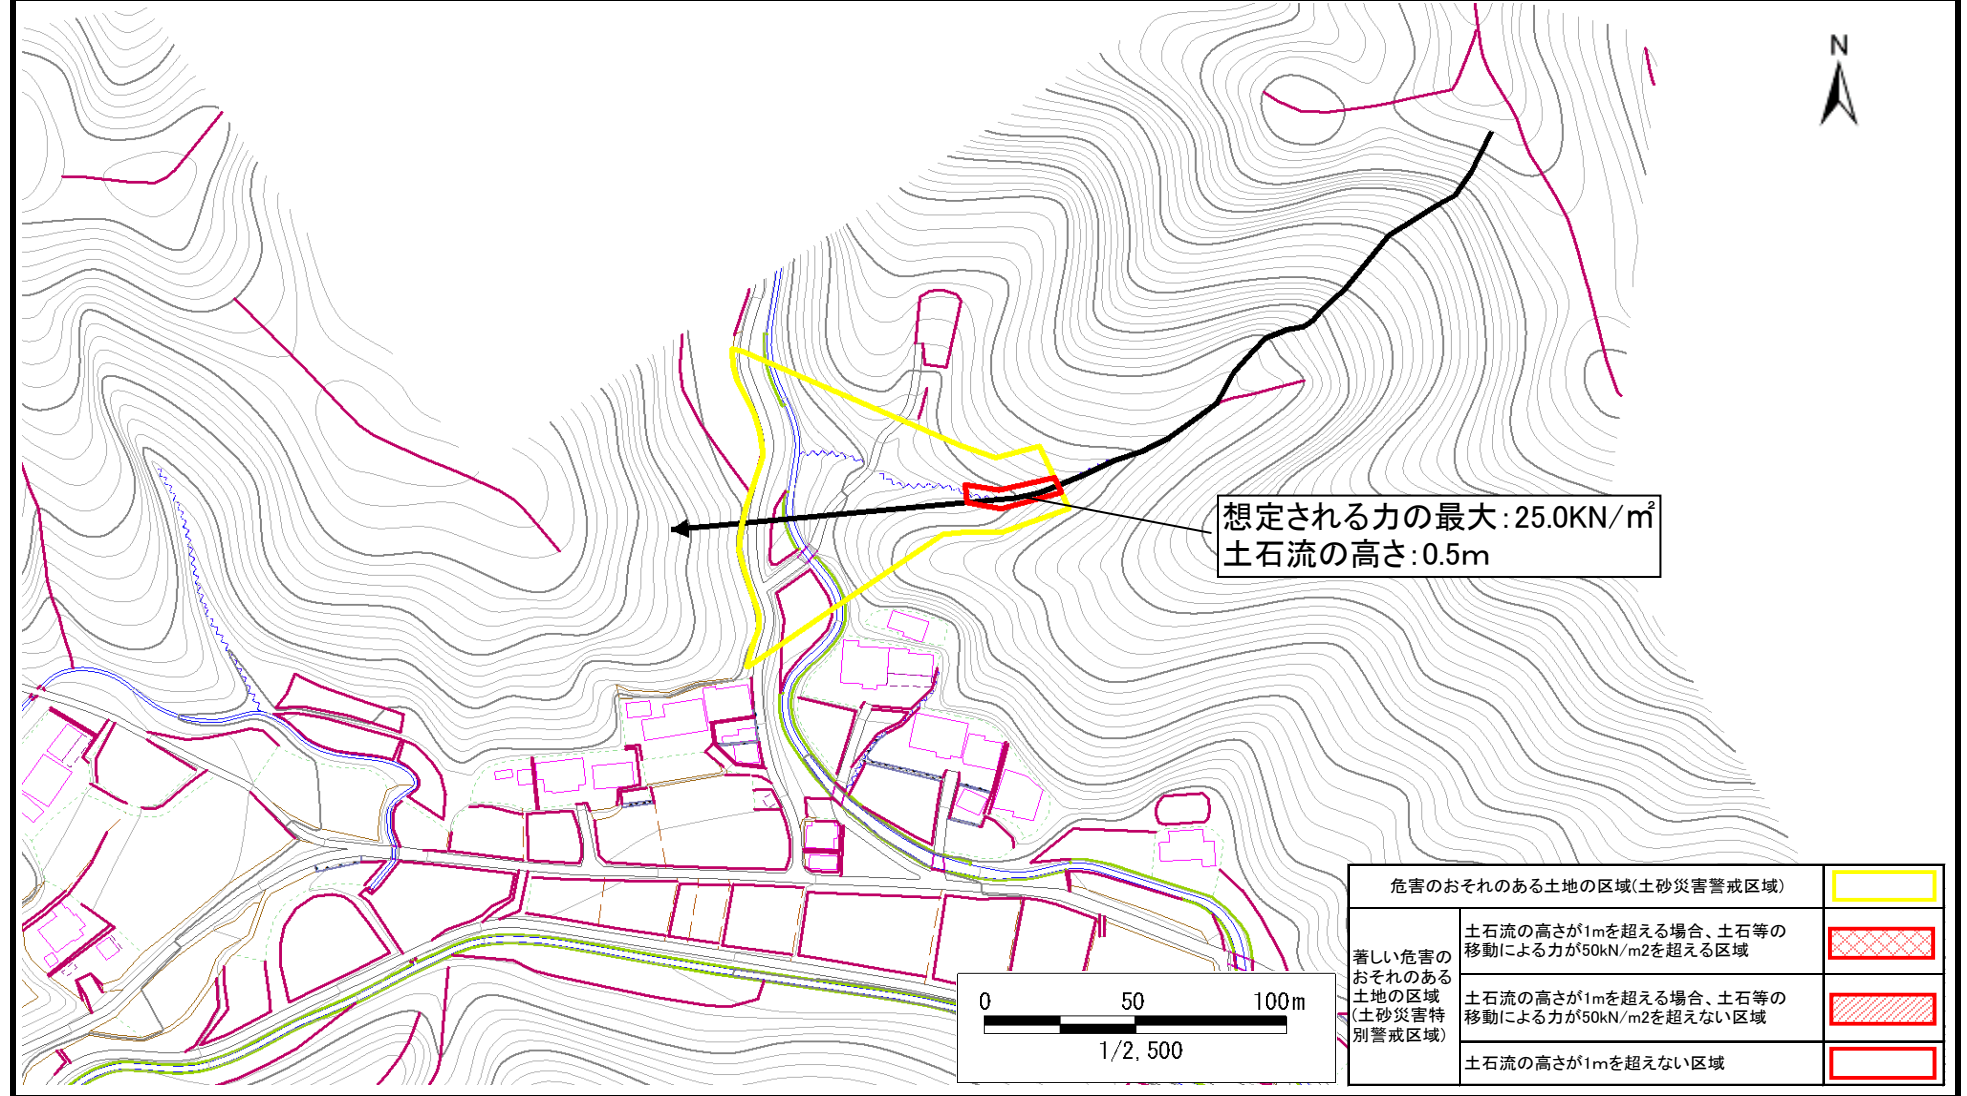 N
想定される力の最大:25.0KN/㎡
土石流の高さ:0.5m
危害のおそれのある土地の区域(土砂災害警戒区域)
著しい危害の
おそれのある
土地の区域
(土砂災害特
別警戒区域)
土石流の高さが1mを超える場合、土石等の
移動による力が50kN/m2を超える区域
土石流の高さが1mを超える場合、土石等の
移動による力が50kN/m2を超えない区域
土石流の高さが1mを超えない区域
0 50 100m
1/2,500